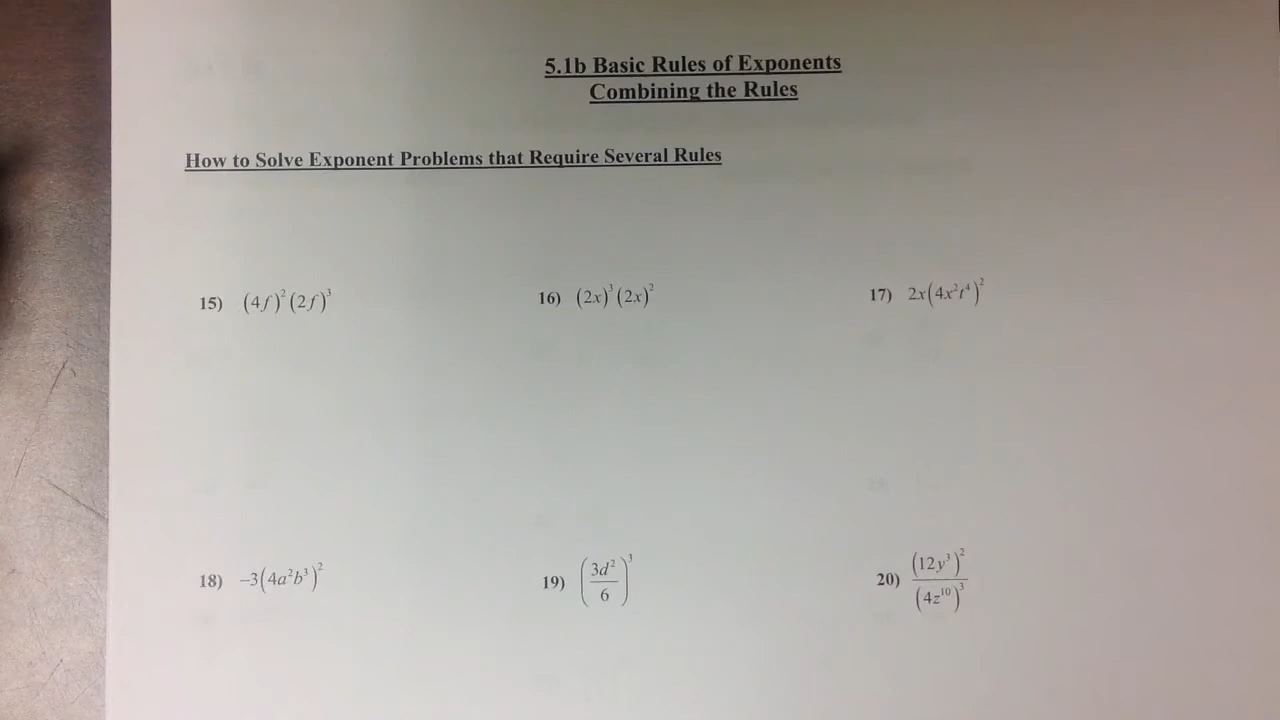 5.1b Basic Rules of Exponents
Combining the Rules
How to Solve Exponent Problems that Require Several Rules
15) (4f)²(2f)³
16) (2x)³(2x)²
17) 2x(4x²t⁴)²
18) −3(4a²b³)²
19) (3d²/6)³
20) (12y³)²/(4z¹⁰)³